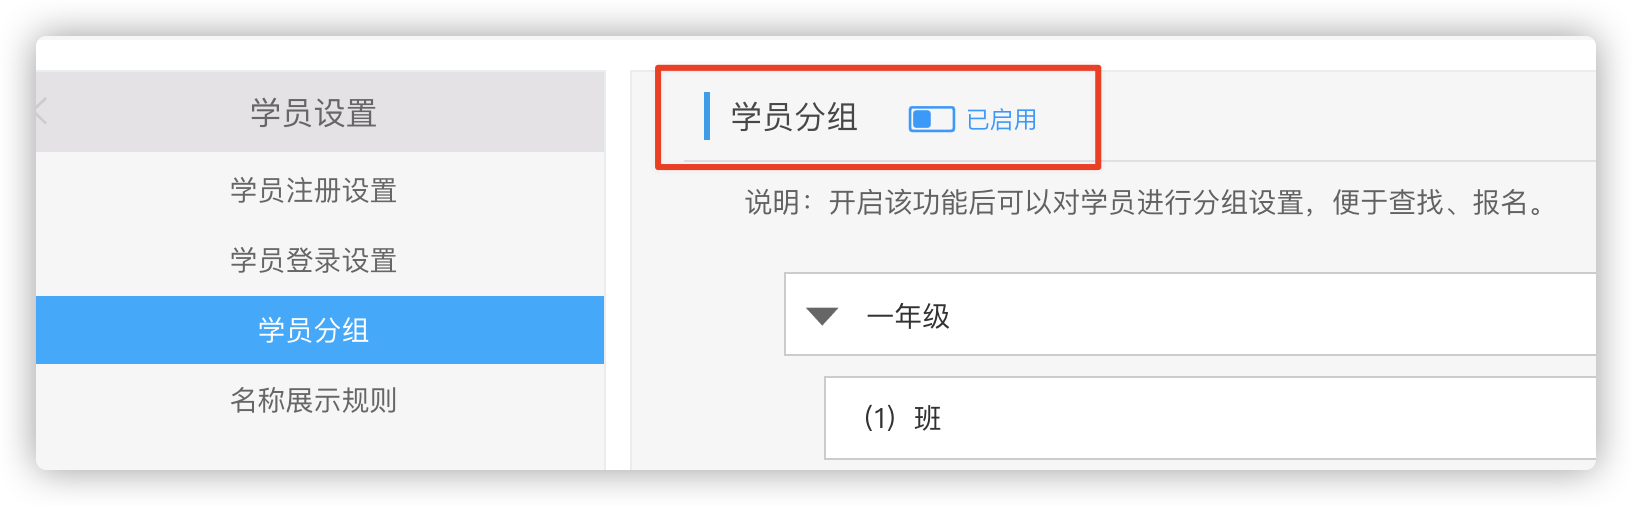 学员设置
学员注册设置
学员登录设置
学员分组
名称展示规则
学员分组 已启用
说明：开启该功能后可以对学员进行分组设置，便于查找、报名。
一年级
(1) 班